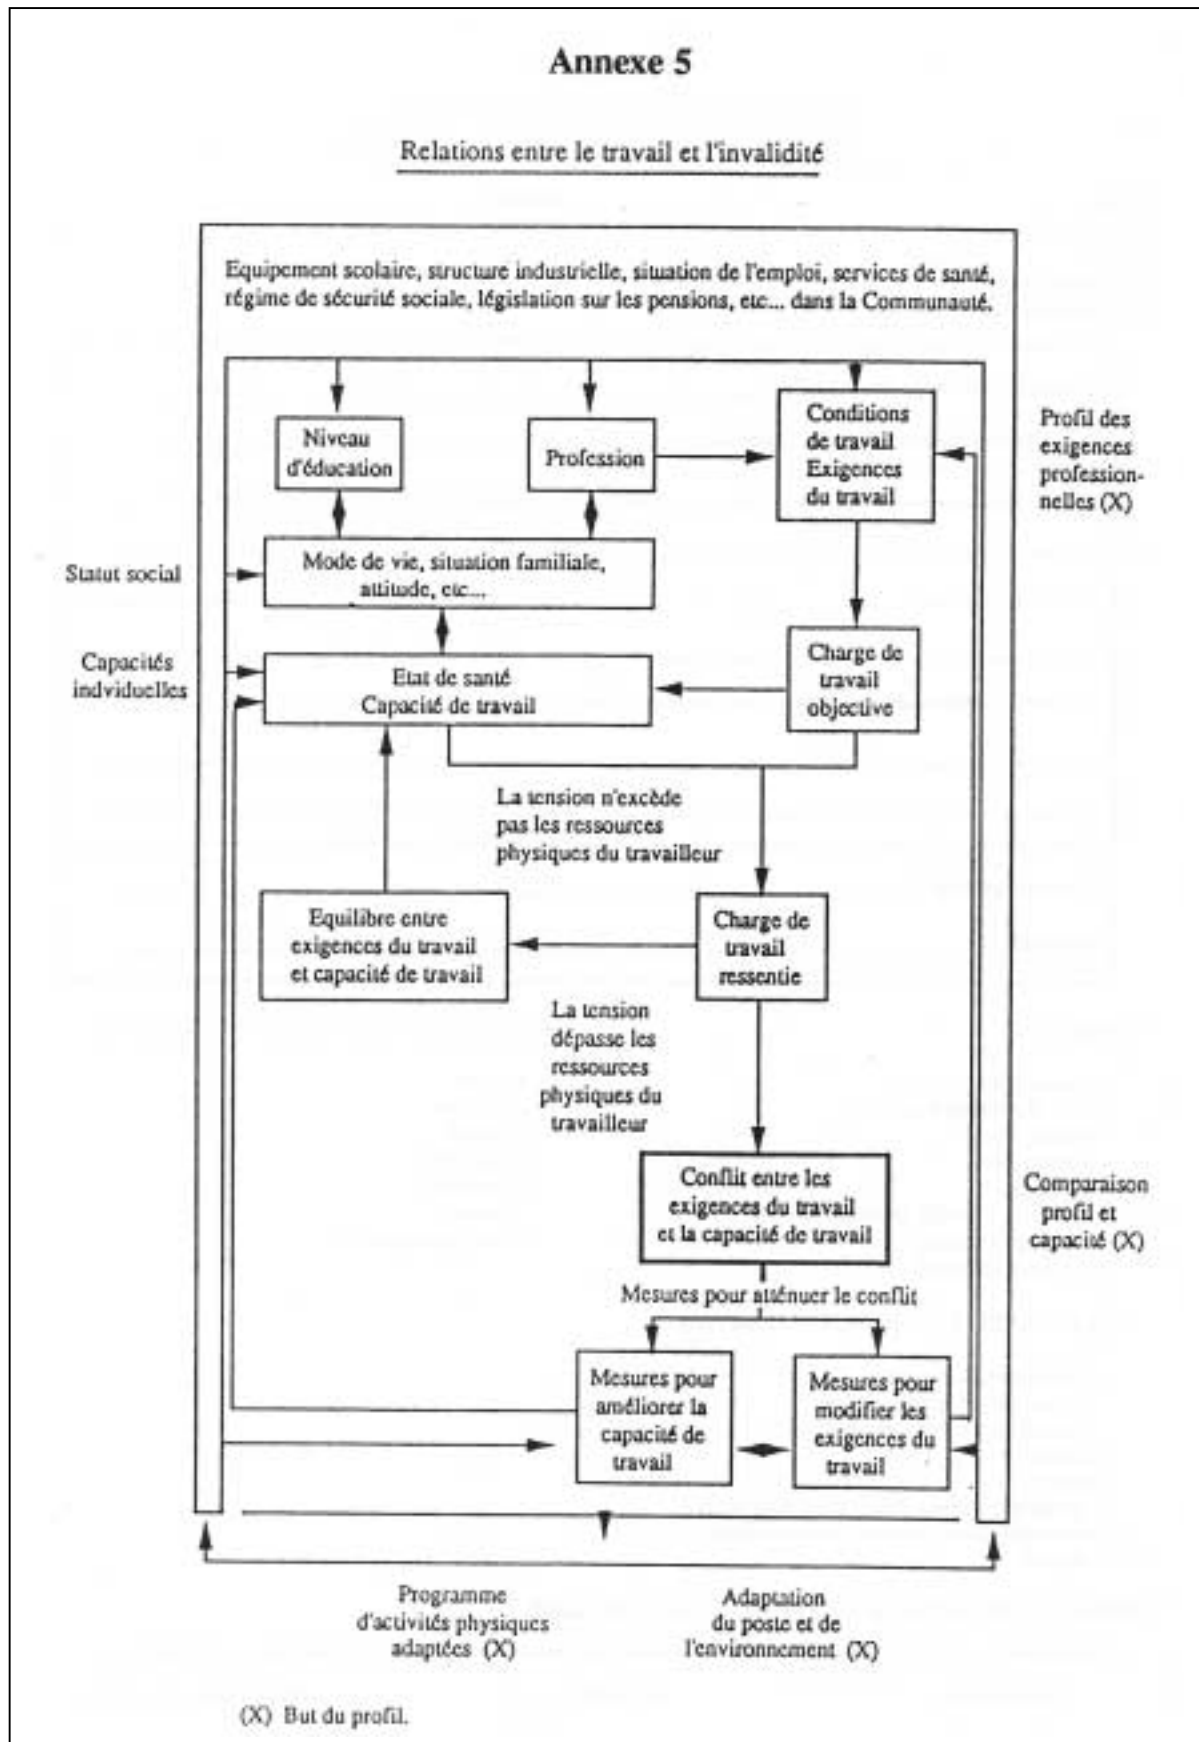 Annexe 5
Relations entre le travail et l'invalidité
Equipement scolaire, structure industrielle, situation de l'emploi, services de santé,
régime de sécurité sociale, législation sur les pensions, etc... dans la Communauté.
Niveau
d'éducation
Profession
Conditions
de travail
Exigences
du travail
Profil des
exigences
profession-
nelles (X)
Statut social
Mode de vie, situation familiale,
attitude, etc...
Capacités
indviduelles
Etat de santé
Capacité de travail
Charge de
travail
objective
La tension n'excède
pas les ressources
physiques du travailleur
Equilibre entre
exigences du travail
et capacité de travail
Charge de
travail
ressentie
La tension
dépasse les
ressources
physiques du
travailleur
Conflit entre les
exigences du travail
et la capacité de travail
Comparaison
profil et
capacité (X)
Mesures pour atténuer le conflit
Mesures pour
améliorer la
capacité de
travail
Mesures pour
modifier les
exigences du
travail
Programme
d'activités physiques
adaptées (X)
Adaptation
du poste et de
l'environnement (X)
(X) But du profil.